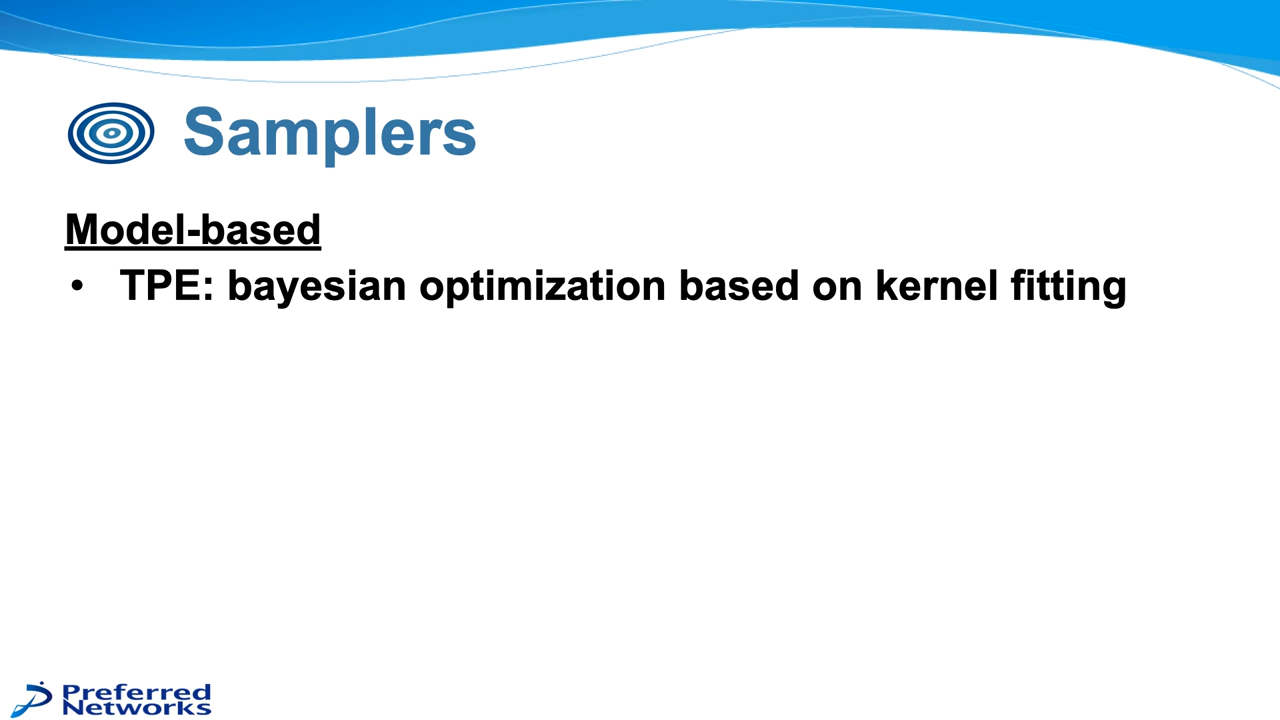 Samplers
Model-based
• TPE: bayesian optimization based on kernel fitting
Preferred
Networks